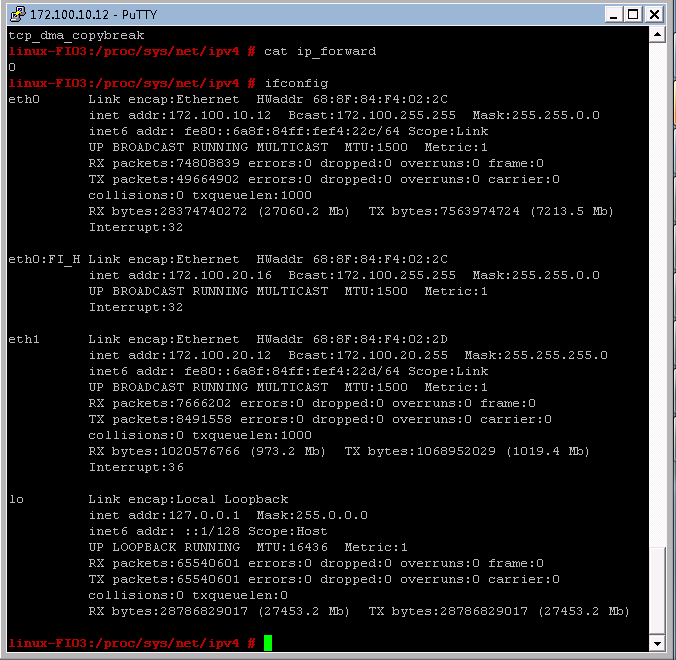 172.100.10.12 - PuTTY
tcp_dma_copybreak
linux-FI03:/proc/sys/net/ipv4 # cat ip_forward
0
linux-FI03:/proc/sys/net/ipv4 # ifconfig
eth0      Link encap:Ethernet  HWaddr 68:8F:84:F4:02:2C
          inet addr:172.100.10.12  Bcast:172.100.255.255  Mask:255.255.0.0
          inet6 addr: fe80::6a8f:84ff:fef4:22c/64 Scope:Link
          UP BROADCAST RUNNING MULTICAST  MTU:1500  Metric:1
          RX packets:74808839 errors:0 dropped:0 overruns:0 frame:0
          TX packets:49664902 errors:0 dropped:0 overruns:0 carrier:0
          collisions:0 txqueuelen:1000
          RX bytes:28374740272 (27060.2 Mb)  TX bytes:7563974724 (7213.5 Mb)
          Interrupt:32
eth0:FI_H Link encap:Ethernet  HWaddr 68:8F:84:F4:02:2C
          inet addr:172.100.20.16  Bcast:172.100.255.255  Mask:255.255.0.0
          UP BROADCAST RUNNING MULTICAST  MTU:1500  Metric:1
          Interrupt:32
eth1      Link encap:Ethernet  HWaddr 68:8F:84:F4:02:2D
          inet addr:172.100.20.12  Bcast:172.100.20.255  Mask:255.255.255.0
          inet6 addr: fe80::6a8f:84ff:fef4:22d/64 Scope:Link
          UP BROADCAST RUNNING MULTICAST  MTU:1500  Metric:1
          RX packets:7666202 errors:0 dropped:0 overruns:0 frame:0
          TX packets:8491558 errors:0 dropped:0 overruns:0 carrier:0
          collisions:0 txqueuelen:1000
          RX bytes:1020576766 (973.2 Mb)  TX bytes:1068952029 (1019.4 Mb)
          Interrupt:36
lo        Link encap:Local Loopback
          inet addr:127.0.0.1  Mask:255.0.0.0
          inet6 addr: ::1/128 Scope:Host
          UP LOOPBACK RUNNING  MTU:16436  Metric:1
          RX packets:65540601 errors:0 dropped:0 overruns:0 frame:0
          TX packets:65540601 errors:0 dropped:0 overruns:0 carrier:0
          collisions:0 txqueuelen:0
          RX bytes:28786829017 (27453.2 Mb)  TX bytes:28786829017 (27453.2 Mb)
linux-FI03:/proc/sys/net/ipv4 #